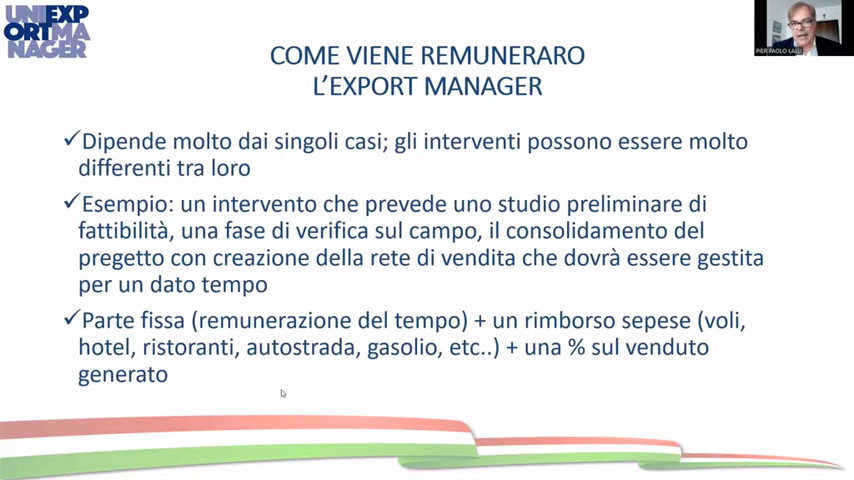 UNIEXP
ORTMA
NAGER
PIER PAOLO LALLI
COME VIENE REMUNERARO
L'EXPORT MANAGER
✓Dipende molto dai singoli casi; gli interventi possono essere molto
differenti tra loro
✓Esempio: un intervento che prevede uno studio preliminare di
fattibilità, una fase di verifica sul campo, il consolidamento del
pregetto con creazione della rete di vendita che dovrà essere gestita
per un dato tempo
✓Parte fissa (remunerazione del tempo) + un rimborso sepese (voli,
hotel, ristoranti, autostrada, gasolio, etc..) + una % sul venduto
generato